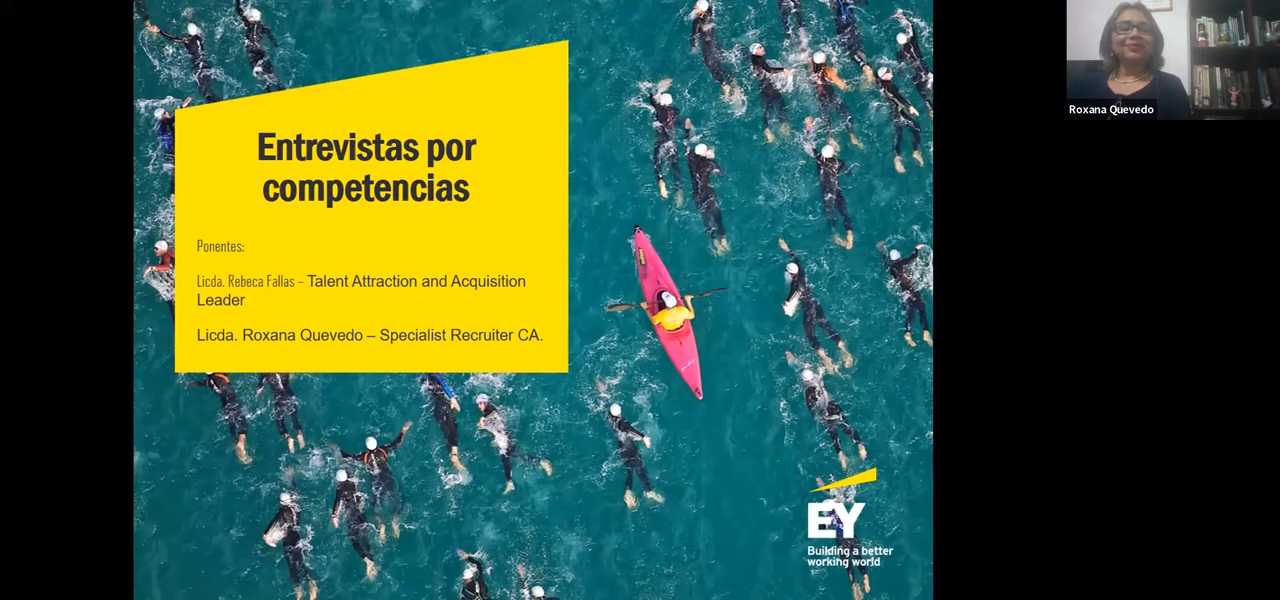 Entrevistas por
competencias
Ponentes:
Licda. Rebeca Fallas – Talent Attraction and Acquisition
Leader
Licda. Roxana Quevedo – Specialist Recruiter CA.
EY
Building a better
working world
Roxana Quevedo